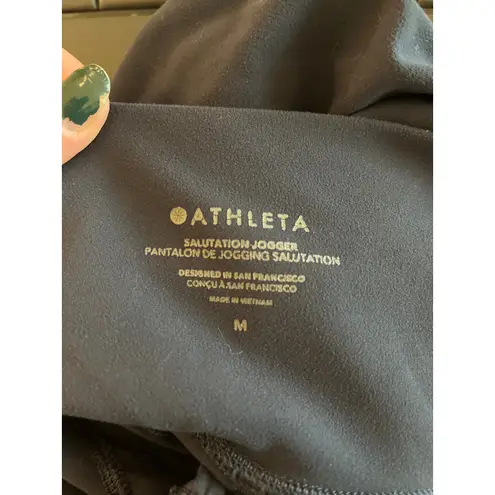 ATHLETA
SALUTATION JOGGER
PANTALON DE JOGGING SALUTATION
DESIGNED IN SAN FRANCISCO
CONÇU À SAN FRANCISCO
MADE IN VIETNAM
M